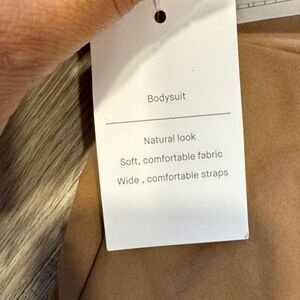 Bodysuit
Natural look
Soft, comfortable fabric
Wide , comfortable straps